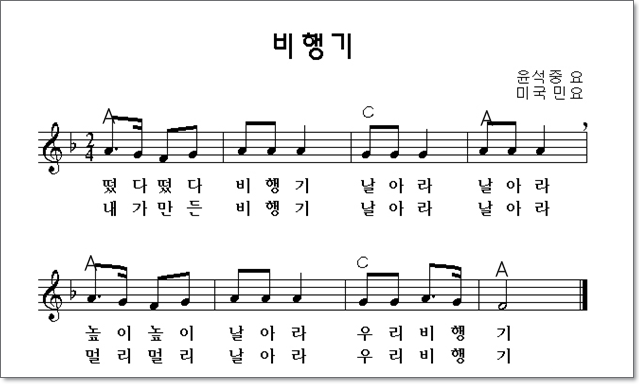 비행기
윤석중 요
미국 민요
A C A
2
4
떴다떴다 비행기 날아라 날아라
내가만든 비행기 날아라 날아라
A C A
높이높이 날아라 우리비행기
멀리멀리 날아라 우리비행기